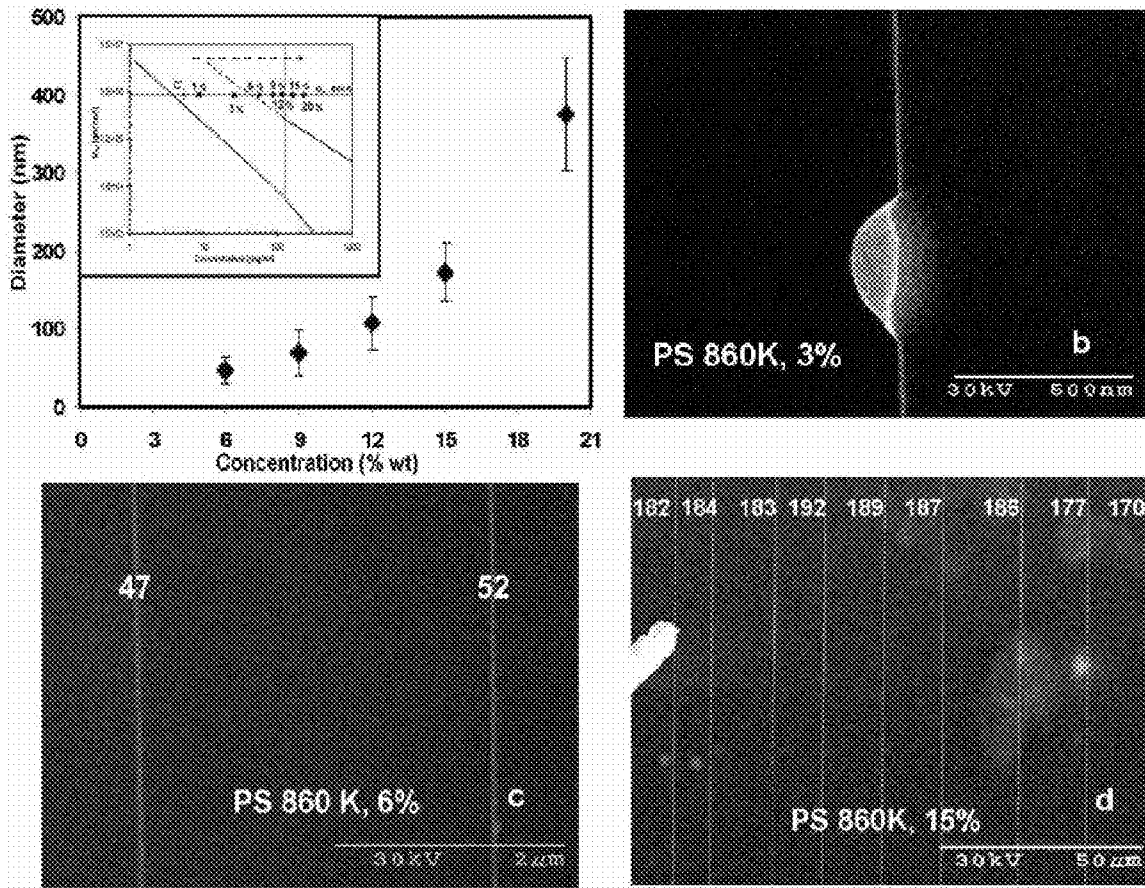 500
400
300
200
100
0
Diameter (nm)
0 3 6 9 12 15 18 21
Concentration (% wt)
PS 860K, 3%
b
30kV 500nm
47 52
PS 860 K, 6%
c
30kV 2μm
182 184 183 192 189 187 186 177 170
PS 860K, 15%
d
30kV 50μm